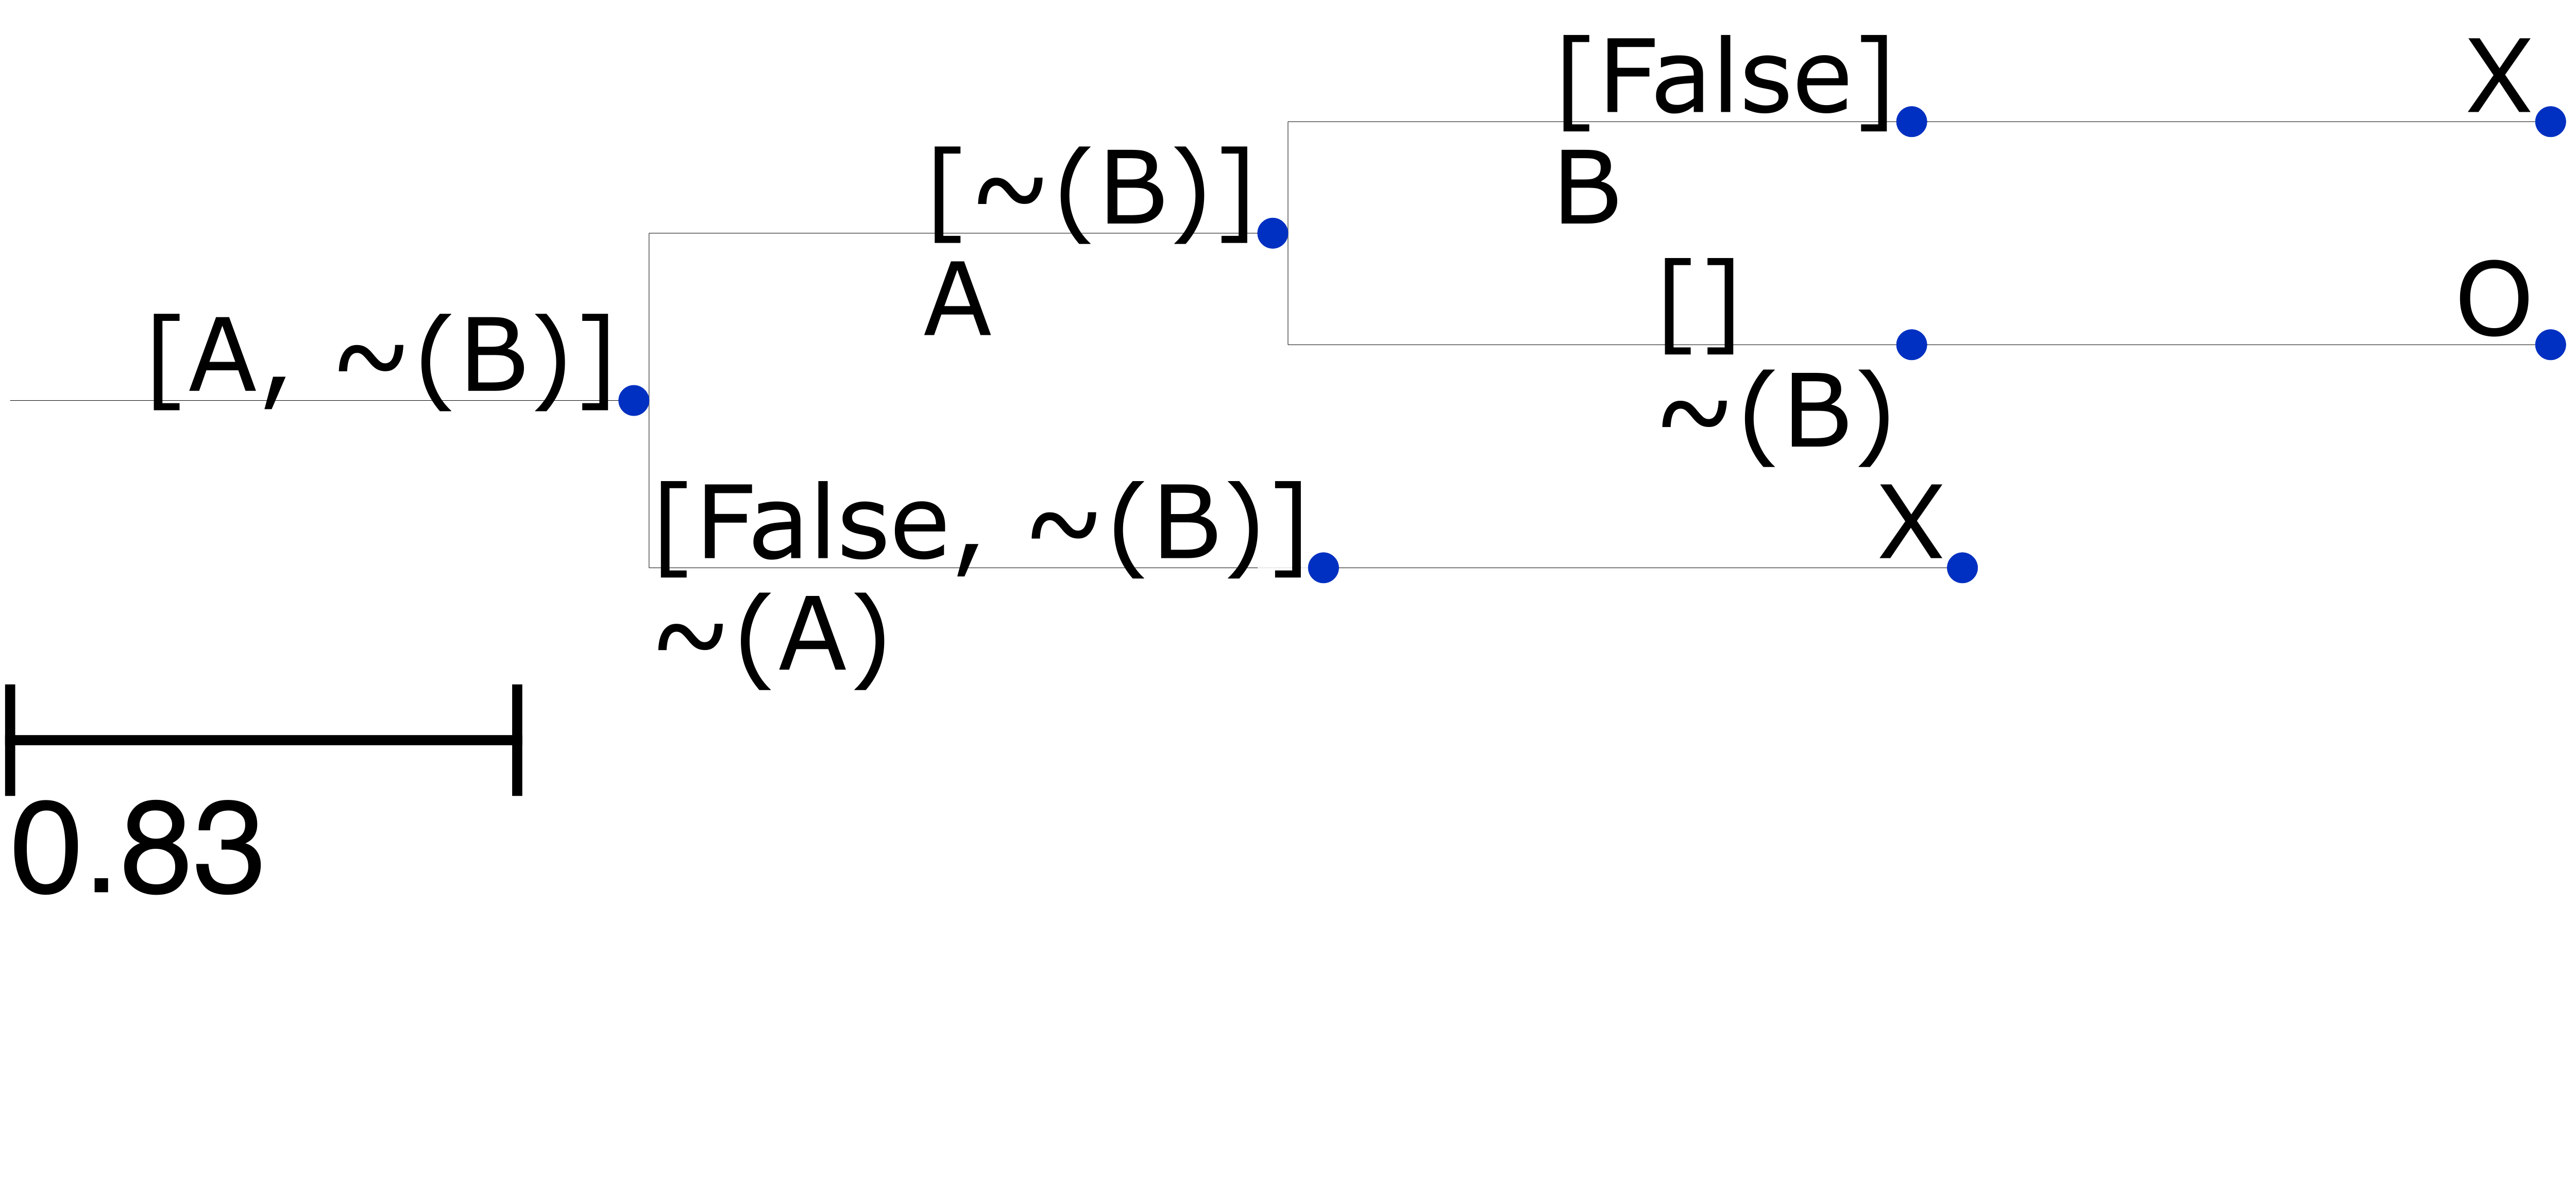 [False]
X
B
[~(B)]
A
[]
O
~(B)
[A, ~(B)]
[False, ~(B)]
X
~(A)
0.83